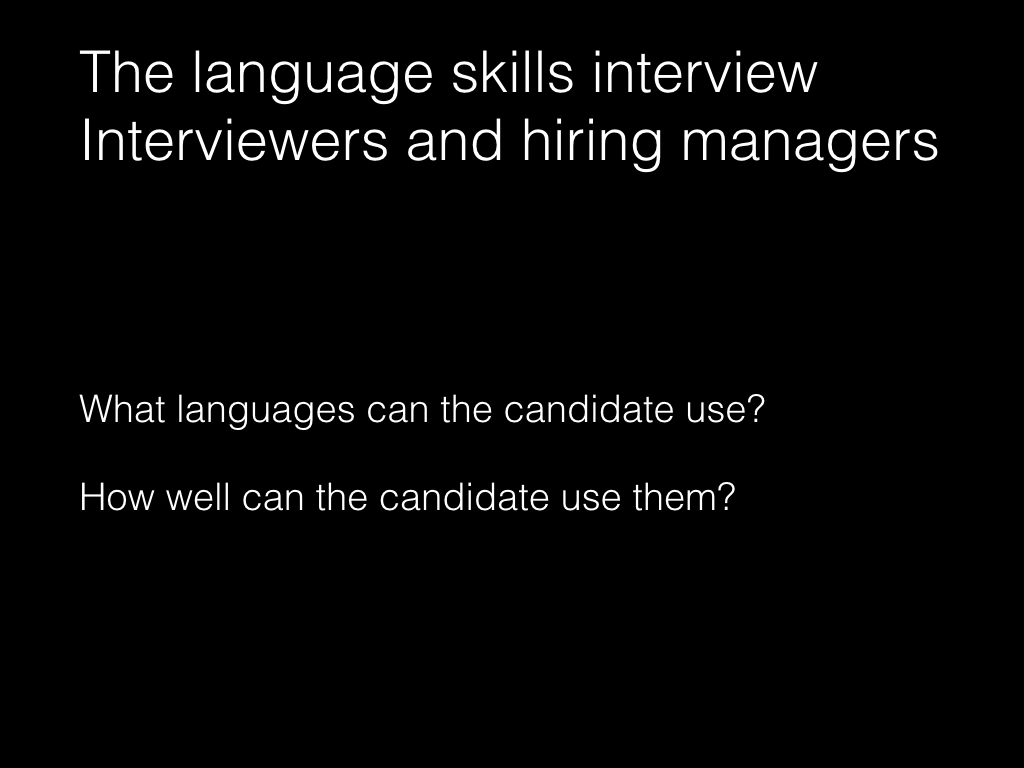 The language skills interview
Interviewers and hiring managers
What languages can the candidate use?
How well can the candidate use them?